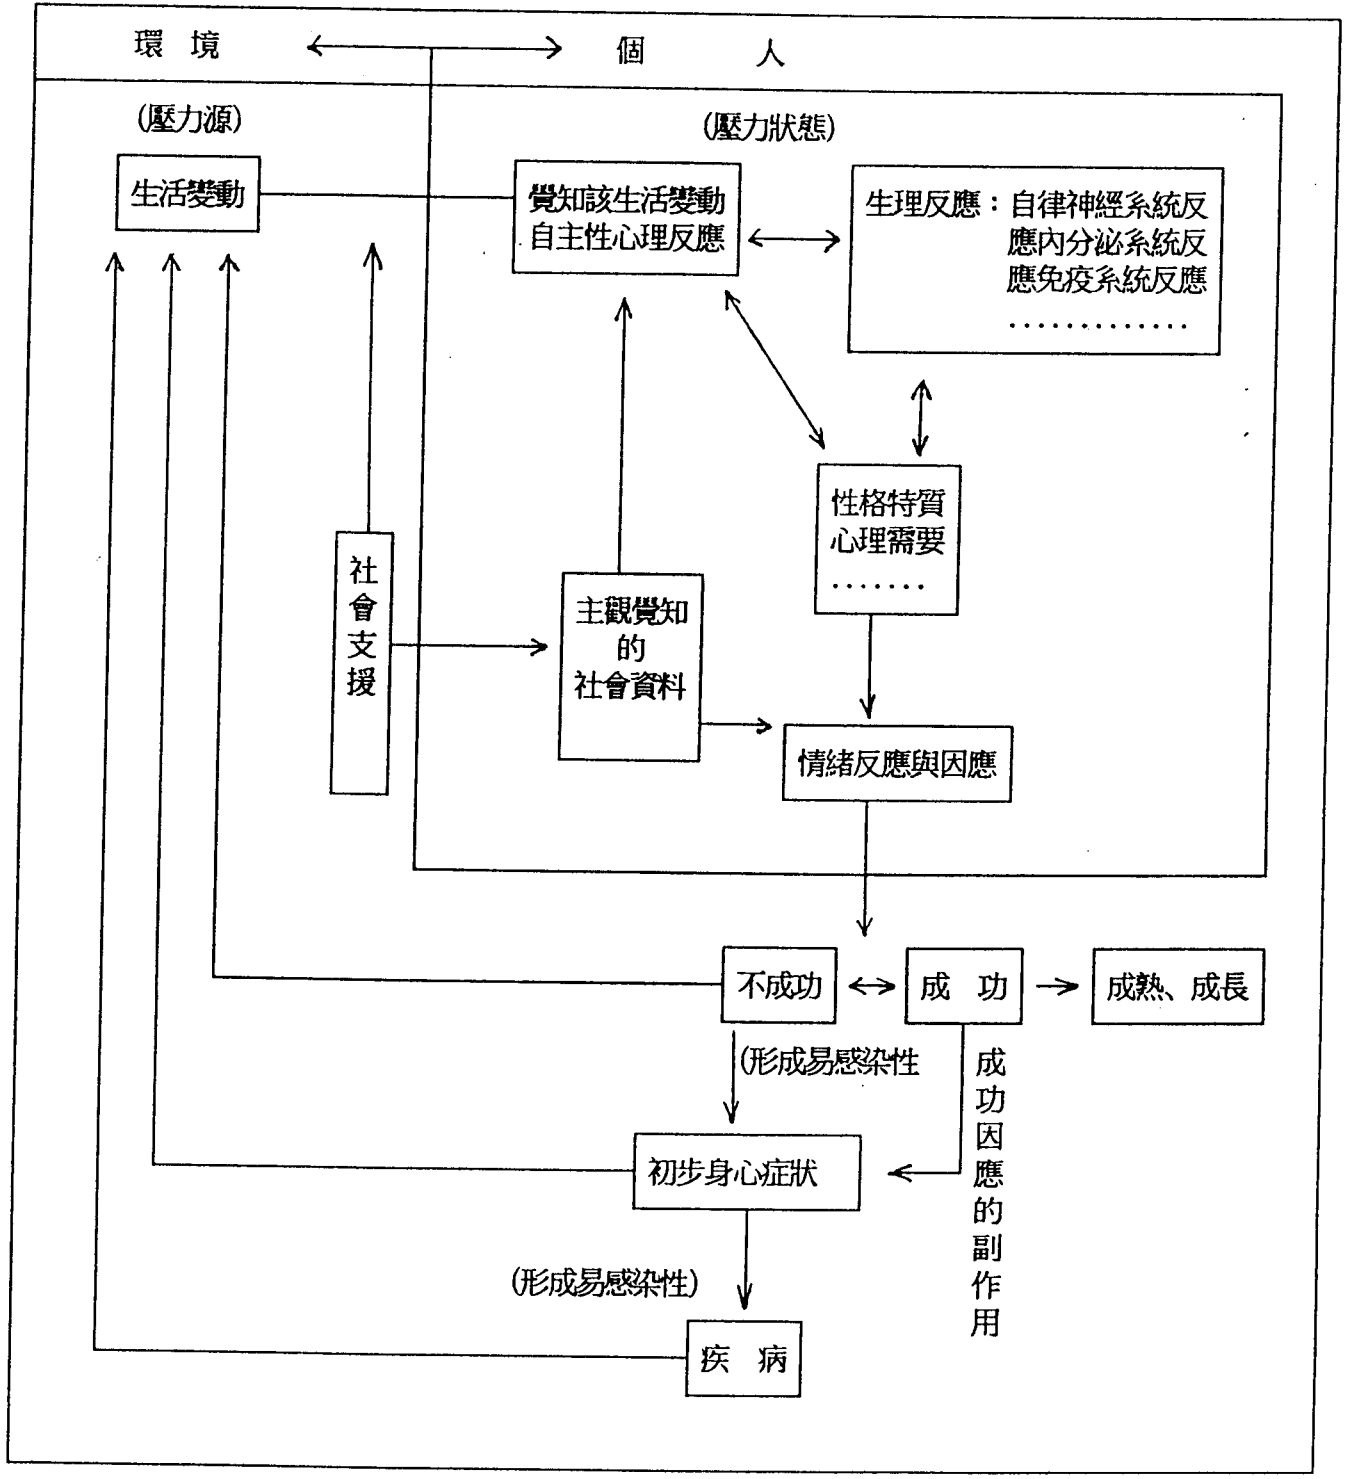 環 境
個 人
(壓力源)
(壓力狀態)
生活變動
覺知該生活變動
自主性心理反應
生理反應：自律神經系統反
應內分泌系統反
應免疫系統反應
.............
性格特質
心理需要
.......
社會支援
主觀覺知
的
社會資料
情緒反應與因應
不成功
成 功
成熟、成長
(形成易感染性
成功因應的副作用
初步身心症狀
(形成易感染性)
疾 病